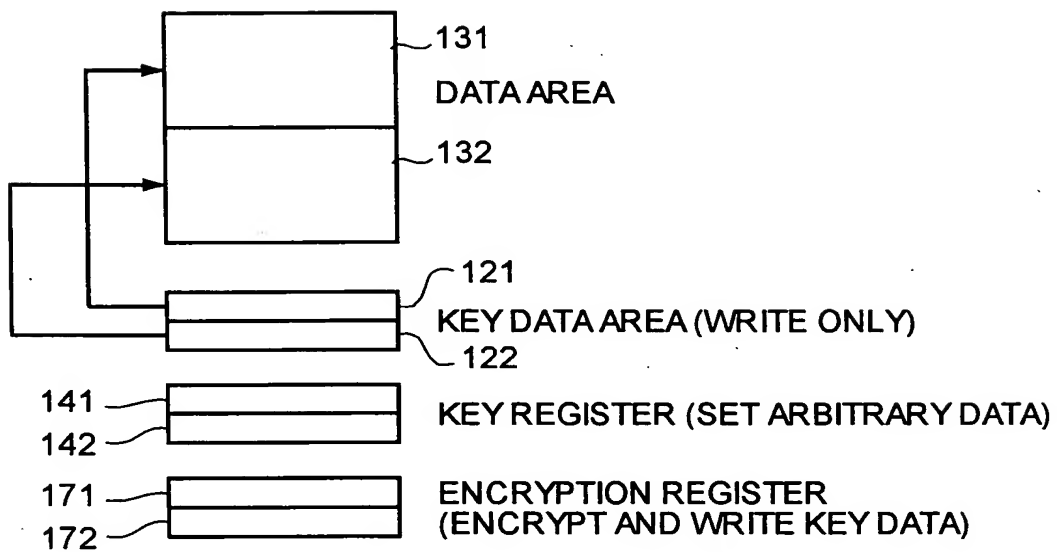 131
DATA AREA
132
121
KEY DATA AREA (WRITE ONLY)
122
141
KEY REGISTER (SET ARBITRARY DATA)
142
171
ENCRYPTION REGISTER
172
(ENCRYPT AND WRITE KEY DATA)